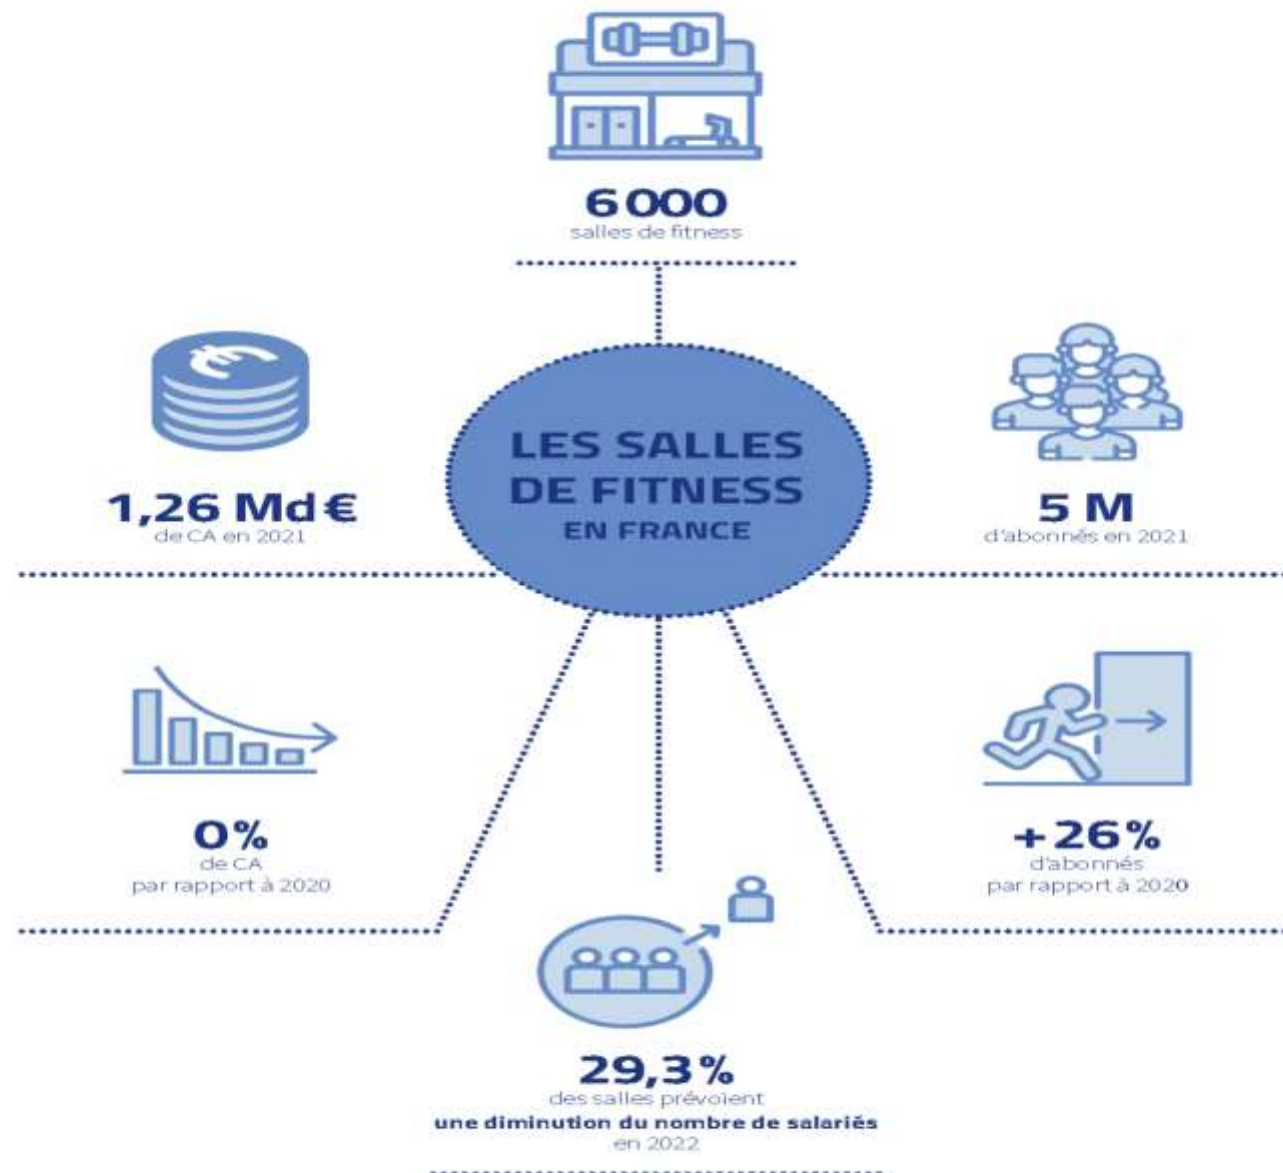 6 000
salles de fitness
LES SALLES
DE FITNESS
EN FRANCE
1,26 Md €
de CA en 2021
5 M
d'abonnés en 2021
0%
de CA
par rapport à 2020
+26%
d'abonnés
par rapport à 2020
29,3%
des salles prévoient
une diminution du nombre de salariés
en 2022